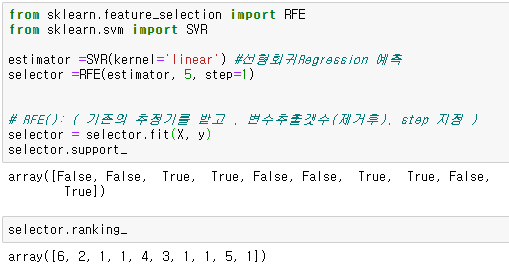 from sklearn.feature_selection import RFE
from sklearn.svm import SVR
estimator =SVR(kernel='linear') #선형회귀Regression 예측
selector =RFE(estimator, 5, step=1)
# RFE(): ( 기존의 추정기를 받고 , 변수추출갯수(제거후), step 지정 )
selector = selector.fit(X, y)
selector.support_
array([False, False,  True,  True, False, False,  True,  True, False,
        True])
selector.ranking_
array([6, 2, 1, 1, 4, 3, 1, 1, 5, 1])